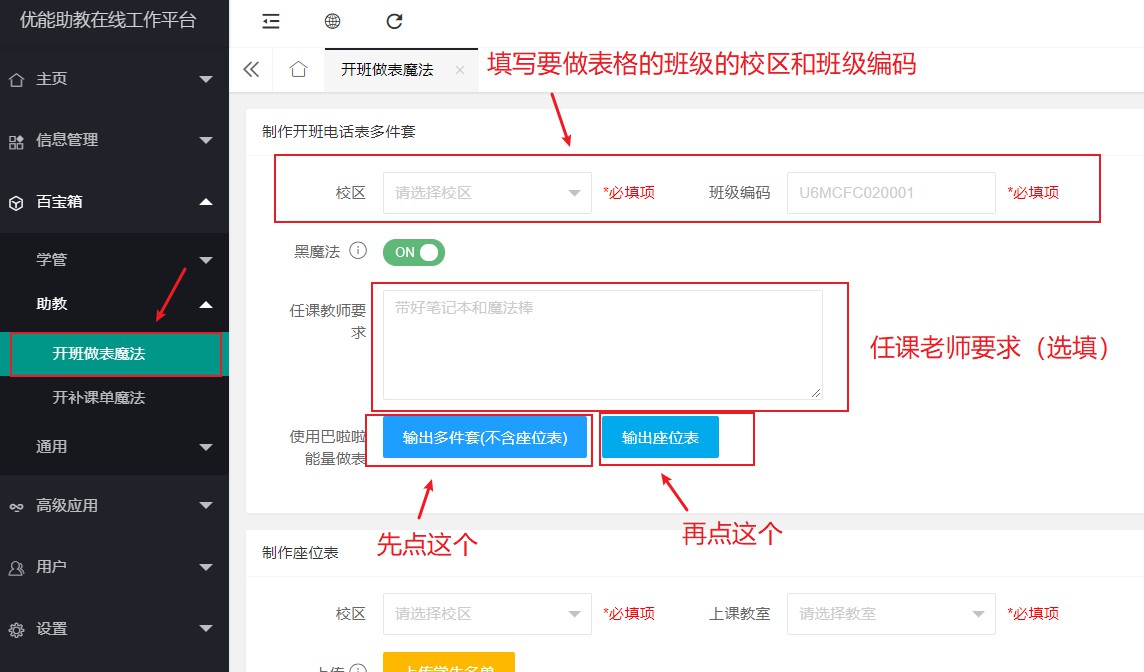 优能助教在线工作平台
主页
信息管理
百宝箱
学管
助教
开班做表魔法
开补课单魔法
通用
高级应用
用户
设置
开班做表魔法
填写要做表格的班级的校区和班级编码
制作开班电话表多件套
校区 请选择校区 *必填项 班级编码 U6MCFC020001 *必填项
黑魔法 ON
任课教师要
求
带好笔记本和魔法棒
任课老师要求（选填）
使用巴啦啦
能量做表
输出多件套(不含座位表) 输出座位表
先点这个
再点这个
制作座位表
校区 请选择校区 *必填项 上课教室 请选择教室 *必填项
上传 上传学生名单